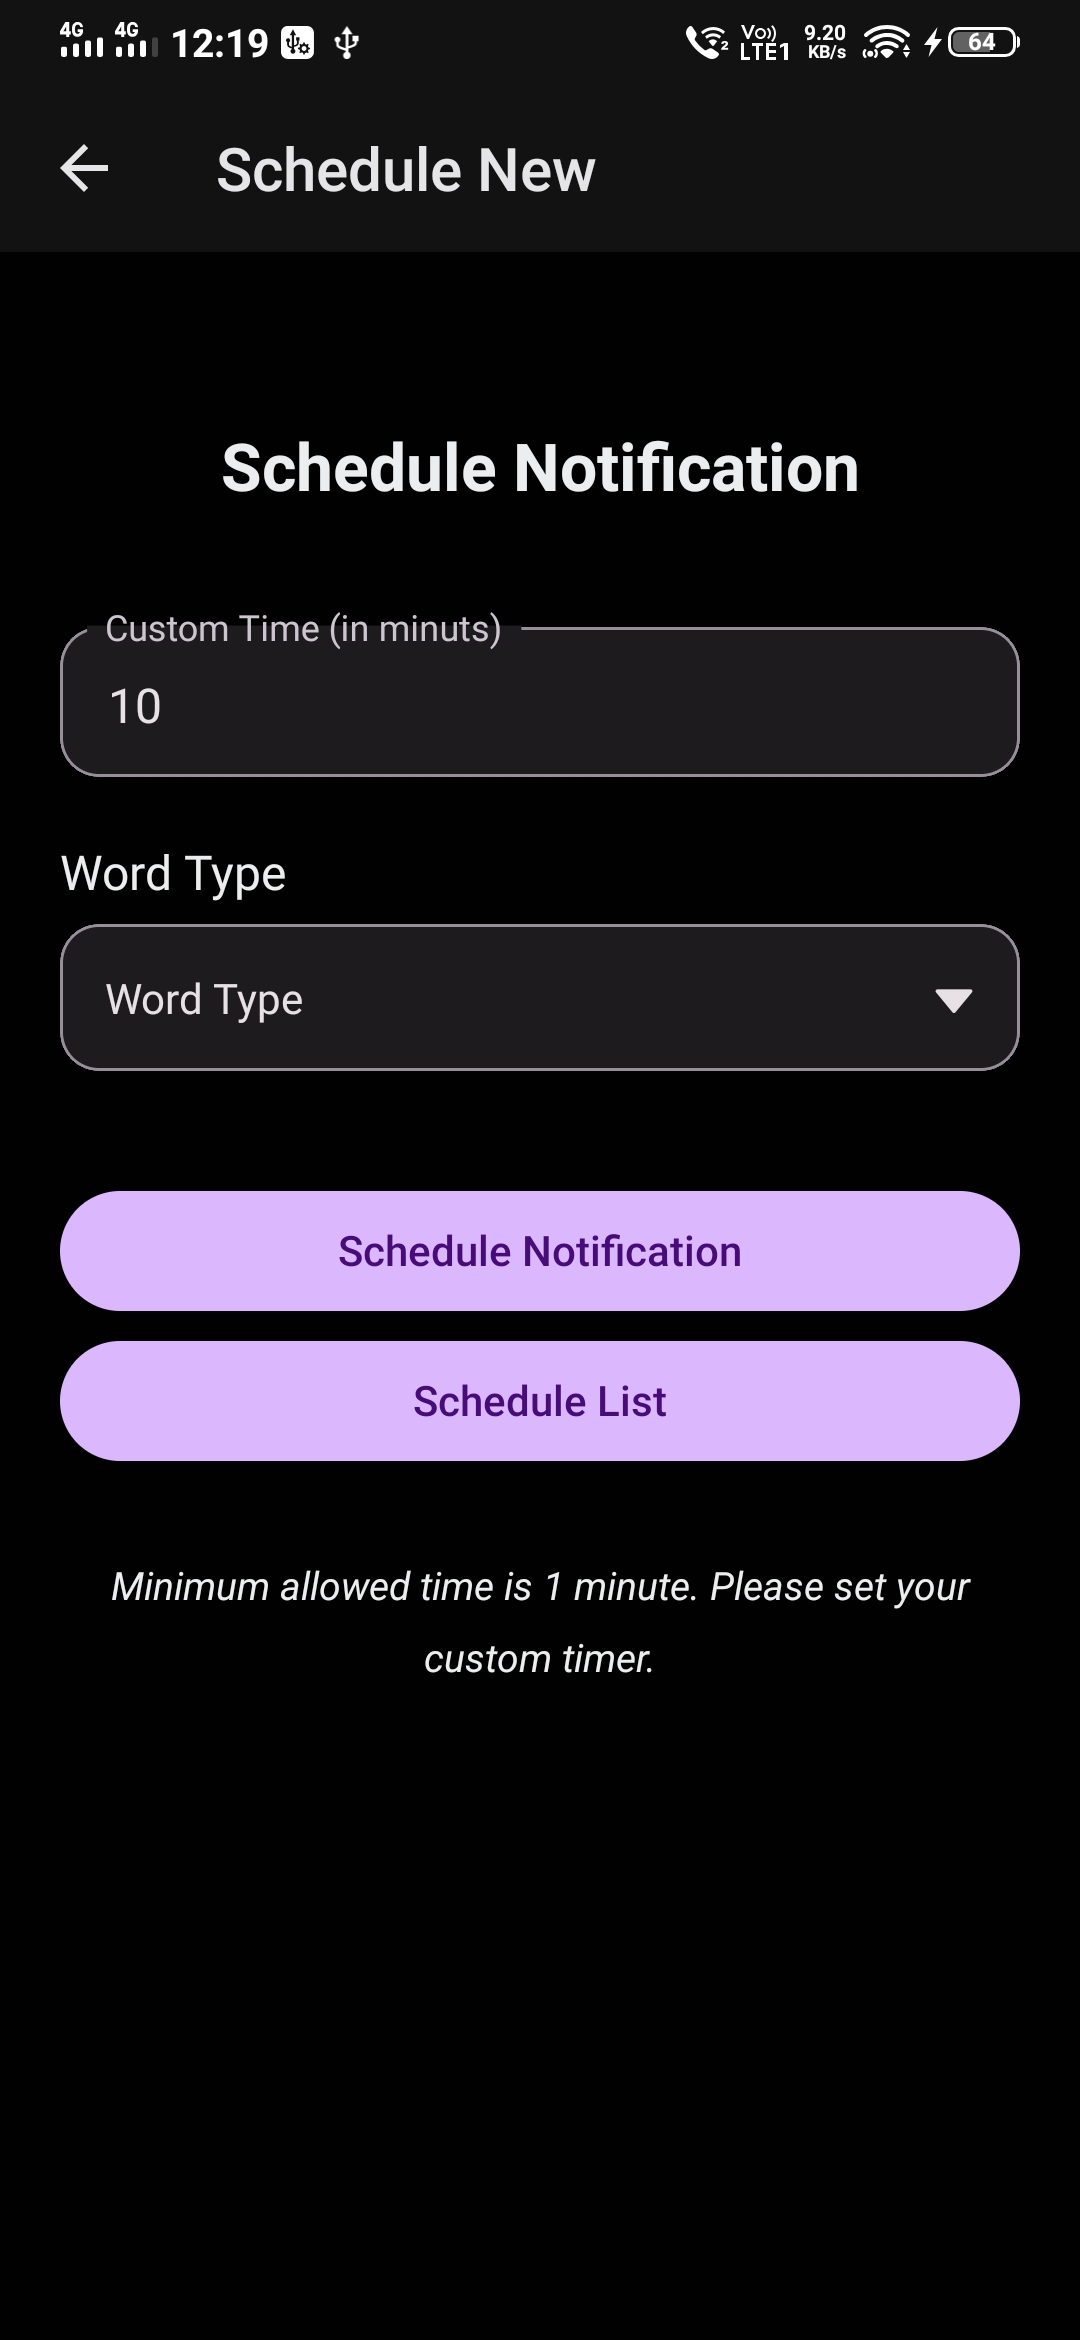 4G 4G 12:19 2 Vo)) LTE1 9.20 KB/s 64
Schedule New
Schedule Notification
Custom Time (in minuts)
10
Word Type
Word Type
Schedule Notification
Schedule List
Minimum allowed time is 1 minute. Please set your
custom timer.